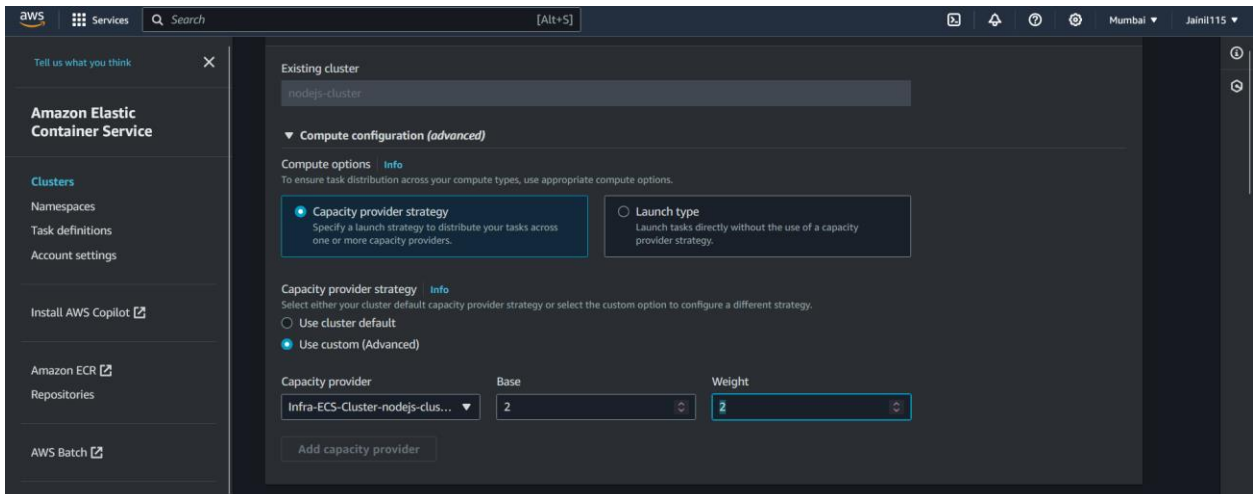 aws Services Search [Alt+S] Mumbai Jainil115
Tell us what you think
Amazon Elastic
Container Service
Clusters
Namespaces
Task definitions
Account settings
Install AWS Copilot
Amazon ECR
Repositories
AWS Batch
Existing cluster
nodejs-cluster
Compute configuration (advanced)
Compute options Info
To ensure task distribution across your compute types, use appropriate compute options.
Capacity provider strategy
Specify a launch strategy to distribute your tasks across
one or more capacity providers.
Launch type
Launch tasks directly without the use of a capacity
provider strategy.
Capacity provider strategy Info
Select either your cluster default capacity provider strategy or select the custom option to configure a different strategy.
Use cluster default
Use custom (Advanced)
Capacity provider Base Weight
Infra-ECS-Cluster-nodejs-clus... 2 2
Add capacity provider